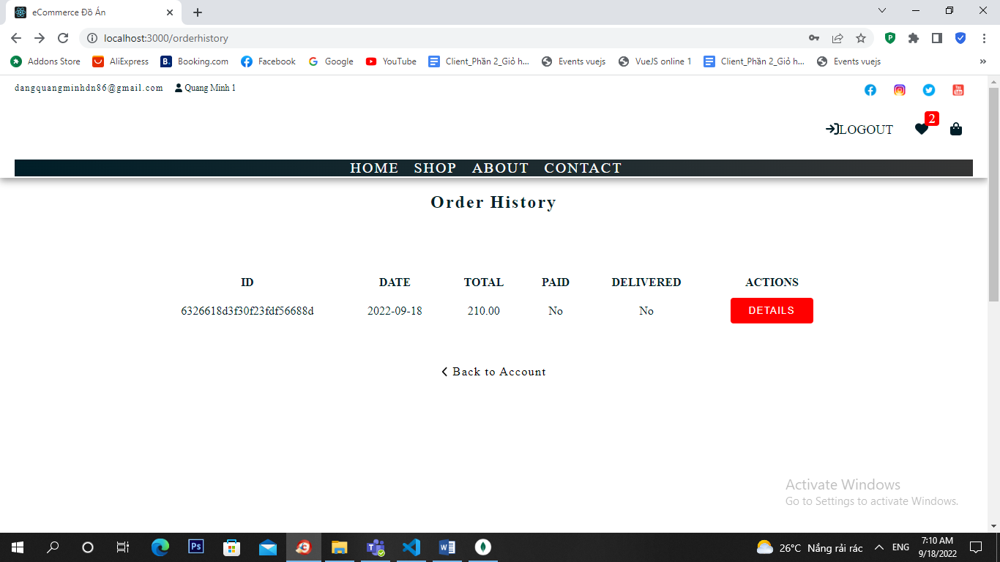 eCommerce Đồ Án
localhost:3000/orderhistory
Addons Store AliExpress Booking.com Facebook Google YouTube Client_Phần 2_Giỏ h... Events vuejs VueJS online 1 Client_Phần 2_Giỏ h... Events vuejs »
dangquangminhdn86@gmail.com Quang Minh 1
LOGOUT 2
HOME SHOP ABOUT CONTACT
Order History
ID DATE TOTAL PAID DELIVERED ACTIONS
6326618d3f30f23fdf56688d 2022-09-18 210.00 No No DETAILS
Back to Account
Activate Windows
Go to Settings to activate Windows.
26°C Nắng rải rác ENG 7:10 AM
9/18/2022